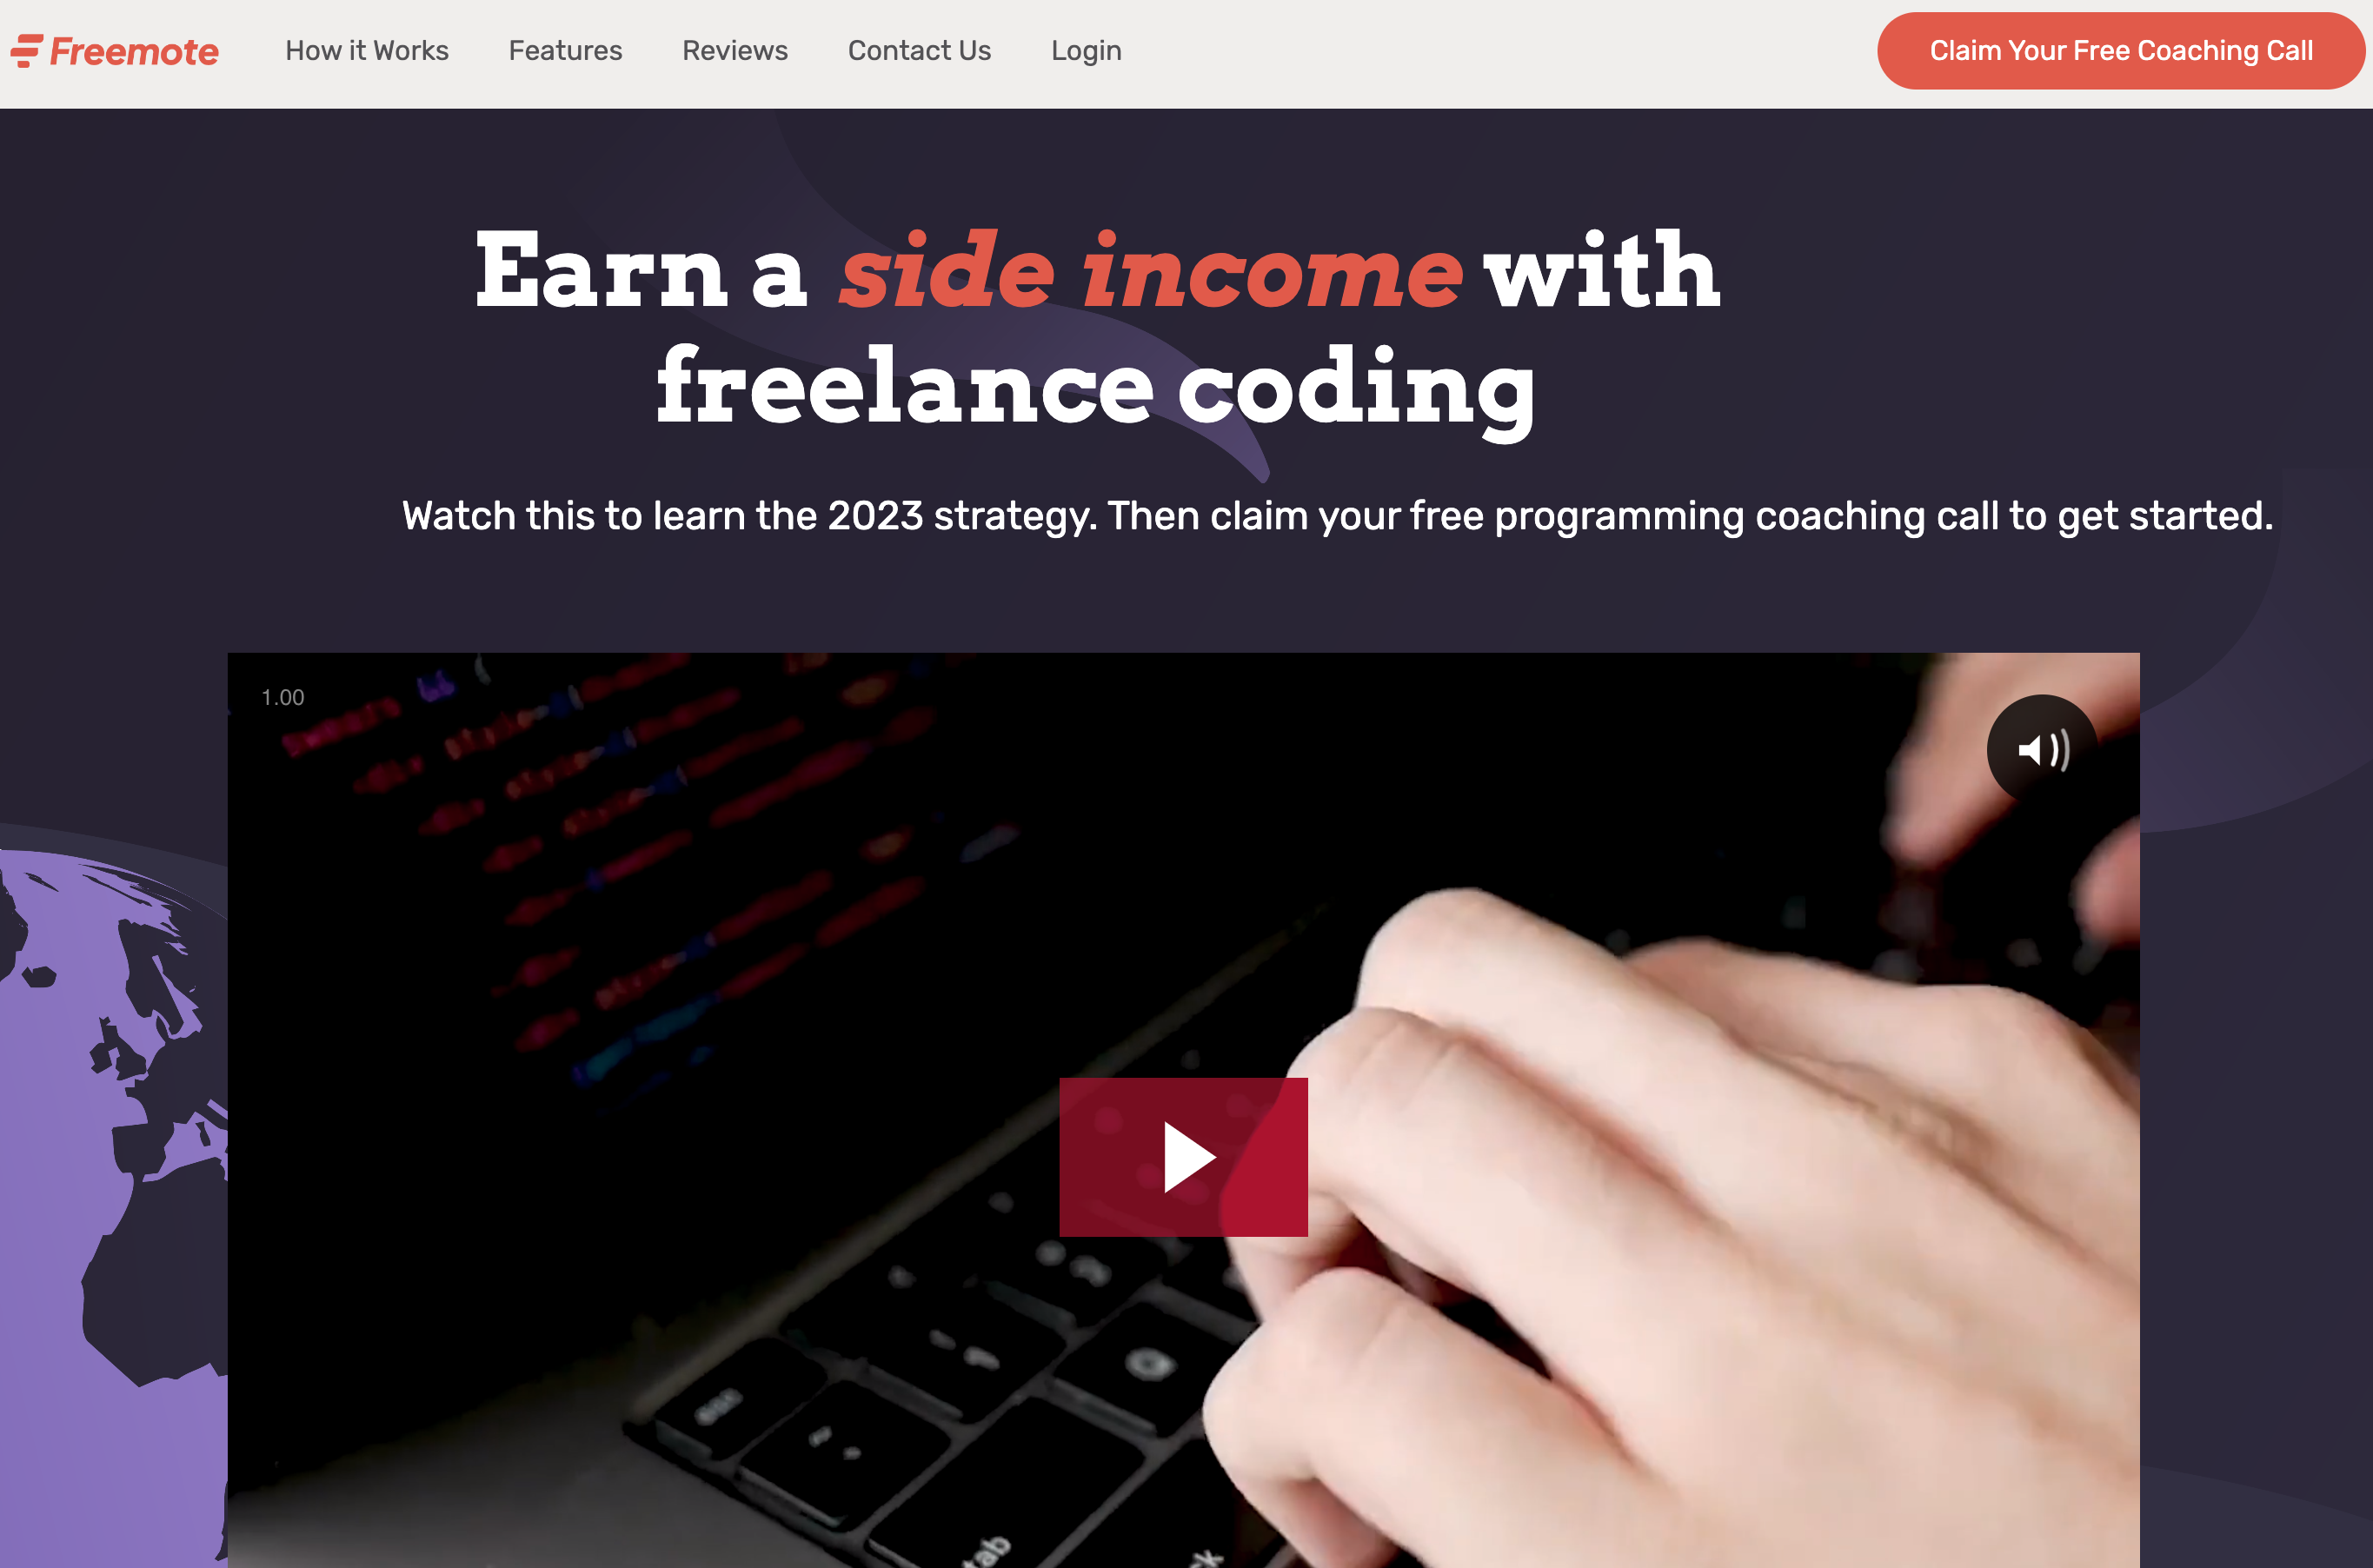 Freemote How it Works Features Reviews Contact Us Login Claim Your Free Coaching Call
Earn a side income with
freelance coding
Watch this to learn the 2023 strategy. Then claim your free programming coaching call to get started.
1.00
esc
tab